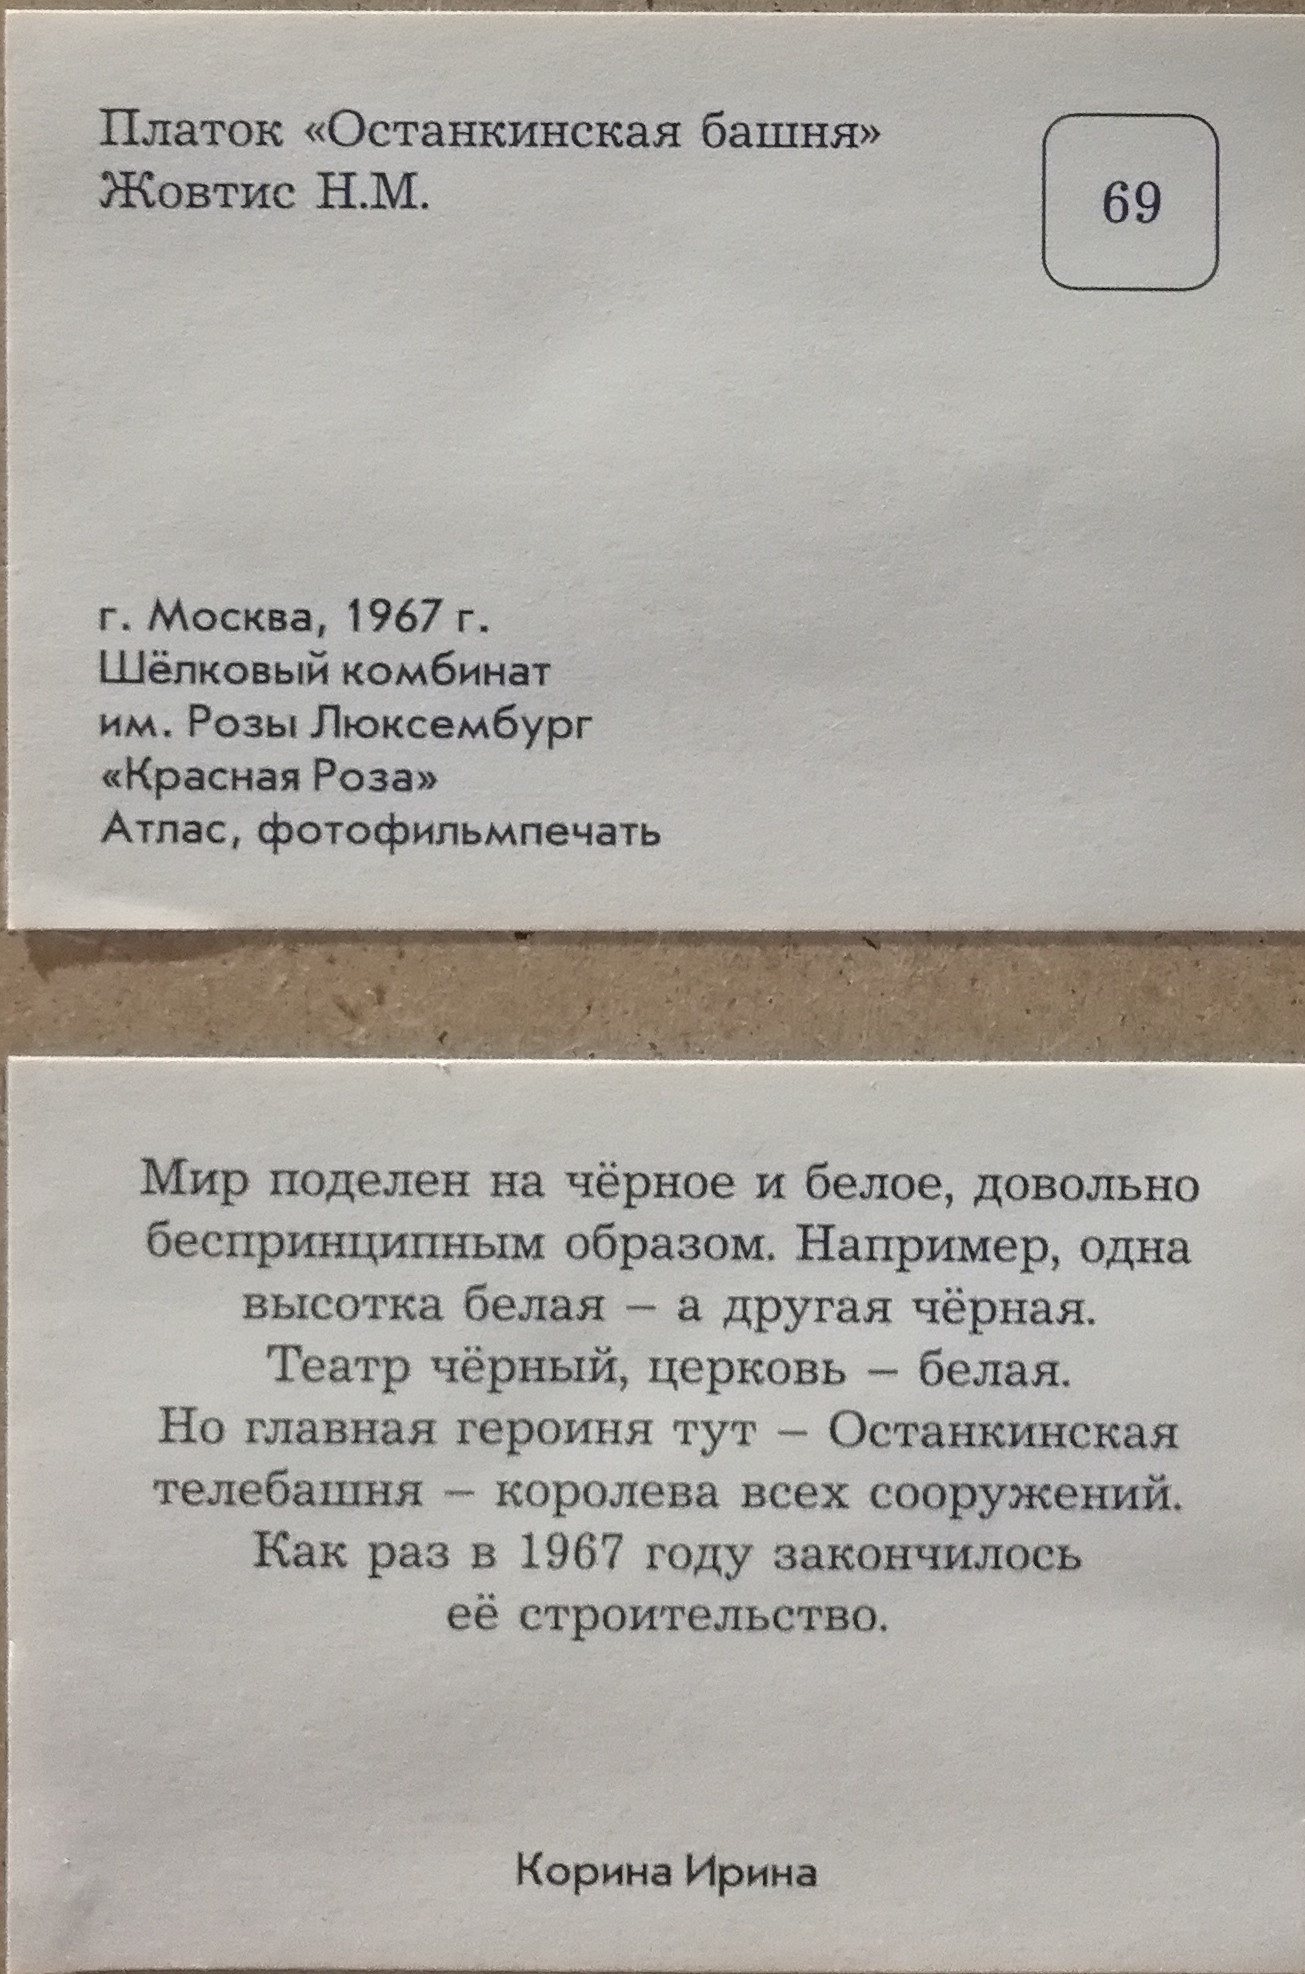 Платок «Останкинская башня»
Жовтис Н.М.
69
г. Москва, 1967 г.
Шёлковый комбинат
им. Розы Люксембург
«Красная Роза»
Атлас, фотофильмпечать
Мир поделен на чёрное и белое, довольно
беспринципным образом. Например, одна
высотка белая – а другая чёрная.
Театр чёрный, церковь – белая.
Но главная героиня тут – Останкинская
телебашня – королева всех сооружений.
Как раз в 1967 году закончилось
её строительство.
Корина Ирина